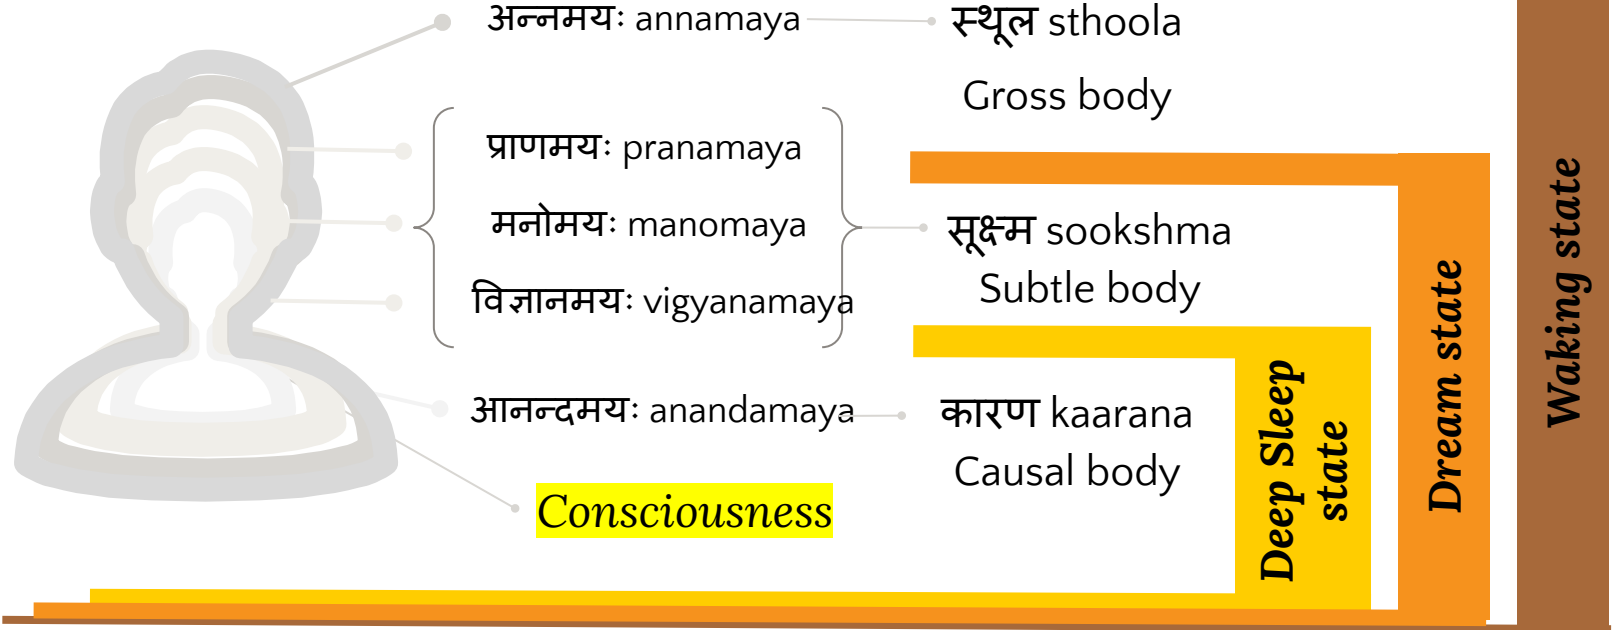 अन्नमयः annamaya
स्थूल sthoola
Gross body
प्राणमयः pranamaya
मनोमयः manomaya
सूक्ष्म sookshma
Subtle body
विज्ञानमयः vigyanamaya
आनन्दमयः anandamaya
कारण kaarana
Causal body
Consciousness
Deep Sleep
state
Dream state
Waking state